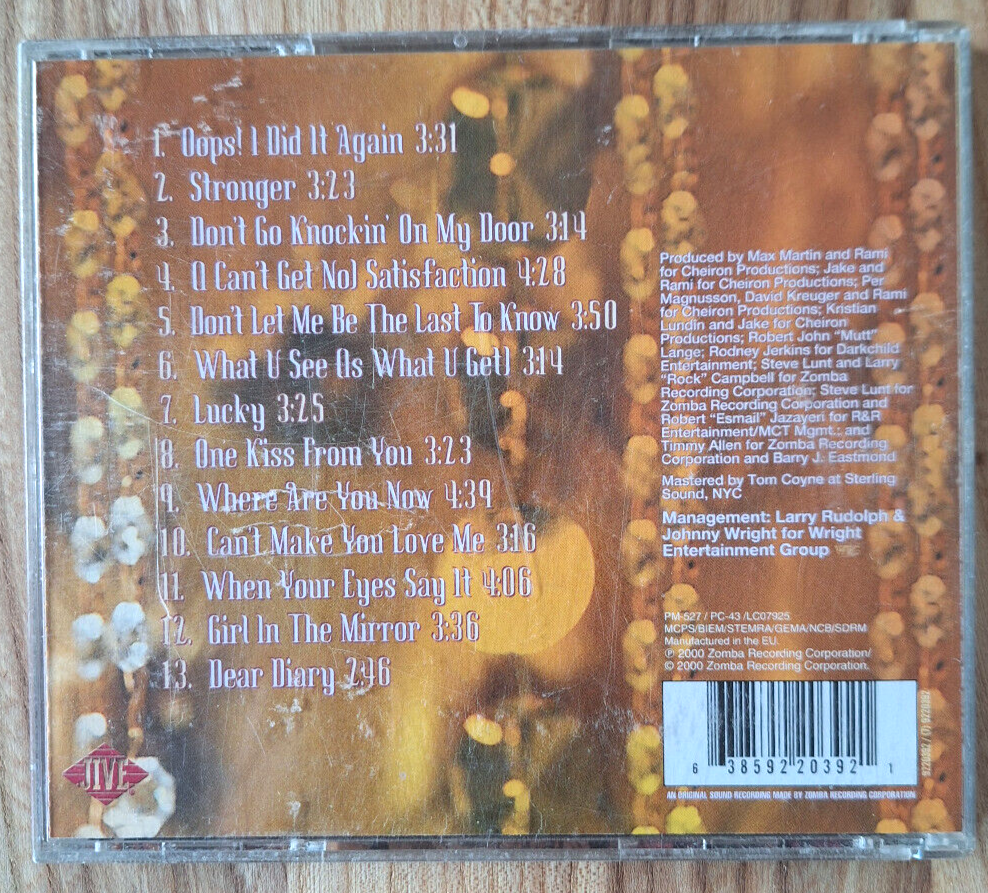 1. Oops! I Did It Again 3:31
2. Stronger 3:23
3. Don't Go Knockin' On My Door 3:14
4. (I Can't Get No) Satisfaction 4:28
5. Don't Let Me Be The Last To Know 3:50
6. What U See (Is What U Get) 3:14
7. Lucky 3:25
8. One Kiss From You 3:23
9. Where Are You Now 4:39
10. Can't Make You Love Me 3:16
11. When Your Eyes Say It 4:06
12. Girl In The Mirror 3:36
13. Dear Diary 2:46
JIVE
Produced by Max Martin and Rami
for Cheiron Productions; Jake and
Rami for Cheiron Productions; Per
Magnusson, David Kreuger and Rami
for Cheiron Productions; Kristian
Lundin and Jake for Cheiron
Productions; Robert John "Mutt"
Lange; Rodney Jerkins for Darkchild
Entertainment; Steve Lunt and Larry
"Rock" Campbell for Zomba
Recording Corporation; Steve Lunt for
Zomba Recording Corporation and
Robert "Esmail" Jazayeri for R&R
Entertainment/MCT Mgmt.; and
Timmy Allen for Zomba Recording
Corporation and Barry J. Eastmond
Mastered by Tom Coyne at Sterling
Sound, NYC
Management: Larry Rudolph &
Johnny Wright for Wright
Entertainment Group
PM-527 / PC-43 /LC07925
MCPS/BIEM/STEMRA/GEMA/NCB/SDRM
Manufactured in the EU.
℗ 2000 Zomba Recording Corporation/
© 2000 Zomba Recording Corporation.
6 38592 20392 1
AN ORIGINAL SOUND RECORDING MADE BY ZOMBA RECORDING CORPORATION